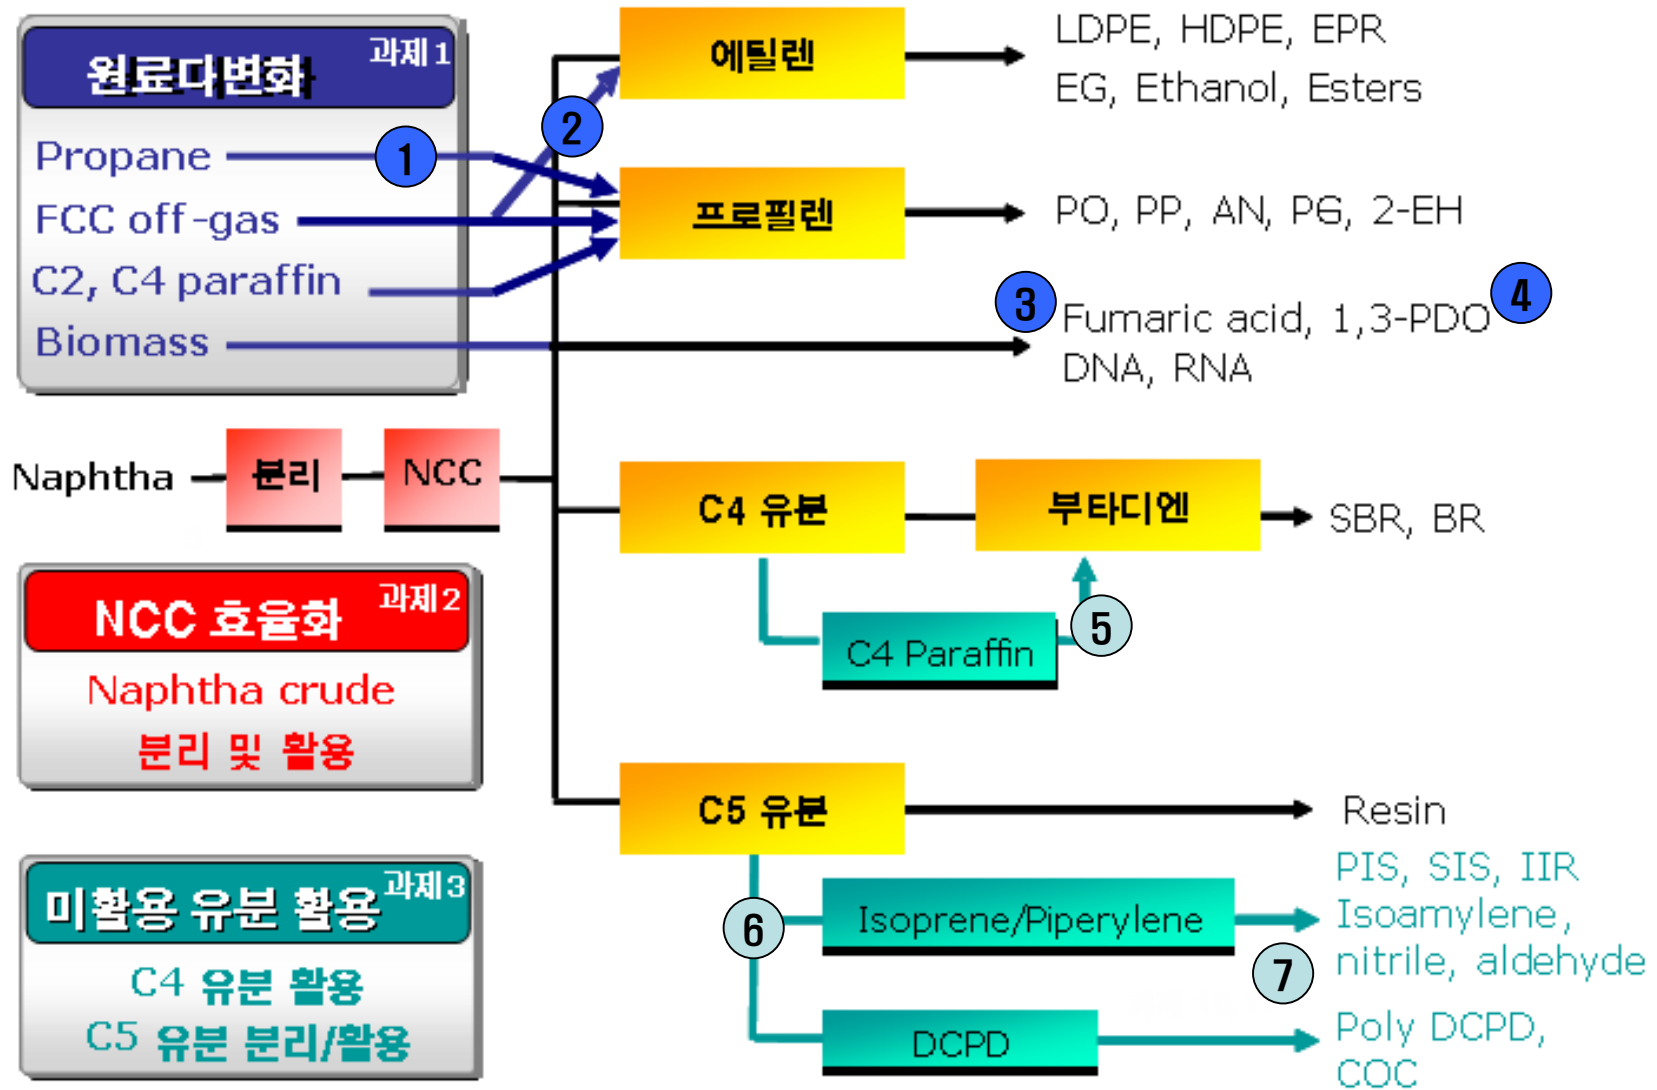 원료다변화 과제1
Propane
FCC off-gas
C2, C4 paraffin
Biomass
1
2
에틸렌
LDPE, HDPE, EPR
EG, Ethanol, Esters
프로필렌
PO, PP, AN, PG, 2-EH
3
4
Fumaric acid, 1,3-PDO
DNA, RNA
Naphtha
분리
NCC
C4 유분
부타디엔
SBR, BR
C4 Paraffin
5
NCC 효율화 과제2
Naphtha crude
분리 및 활용
C5 유분
Resin
미활용 유분 활용 과제3
C4 유분 활용
C5 유분 분리/활용
6
Isoprene/Piperylene
7
PIS, SIS, IIR
Isoamylene,
nitrile, aldehyde
DCPD
Poly DCPD,
COC